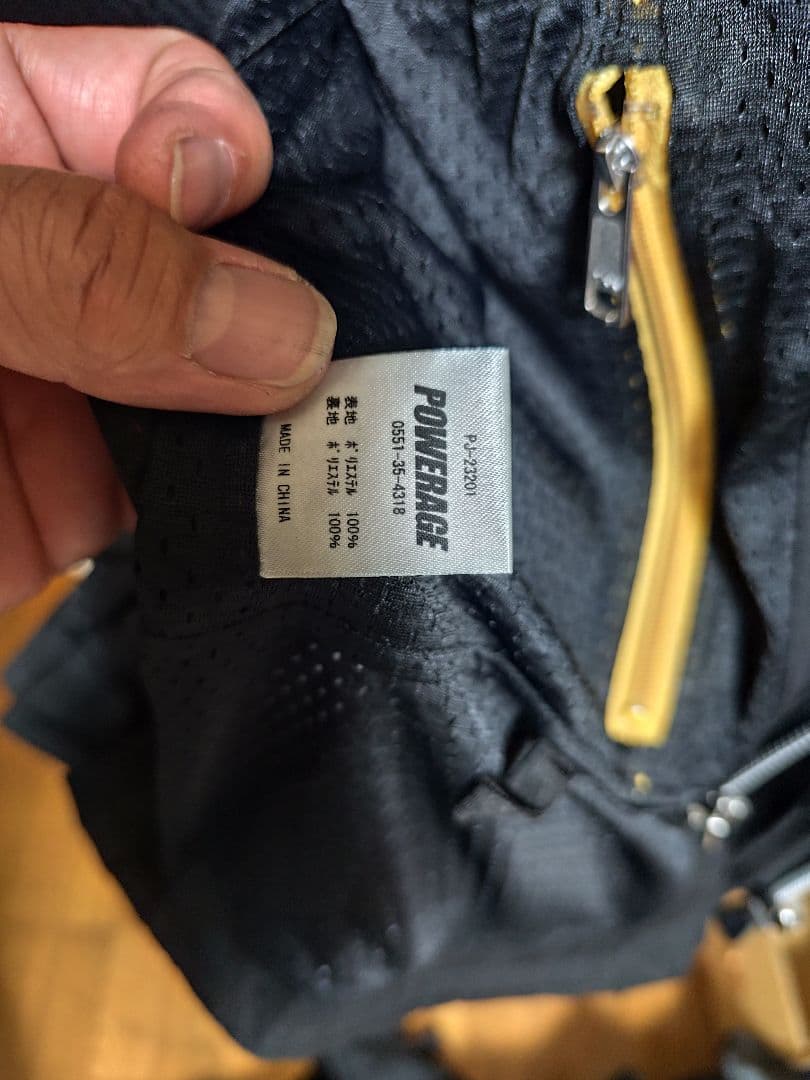 PJ-23201
POWERAGE
0551-35-4318
表地 ﾎﾟﾘｴｽﾃﾙ 100%
裏地 ﾎﾟﾘｴｽﾃﾙ 100%
MADE IN CHINA